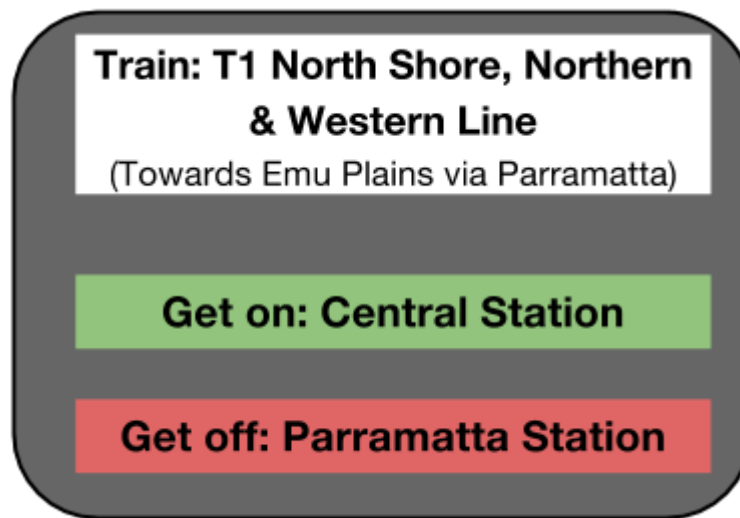 Train: T1 North Shore, Northern
& Western Line
(Towards Emu Plains via Parramatta)
Get on: Central Station
Get off: Parramatta Station